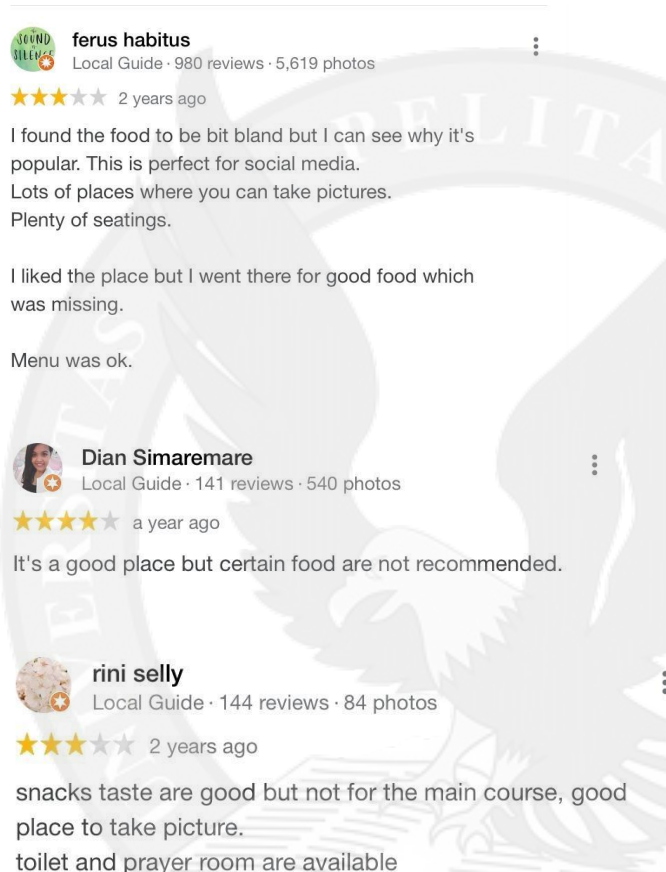 SOUND
SILENCE
ferus habitus
Local Guide · 980 reviews · 5,619 photos
2 years ago
I found the food to be bit bland but I can see why it's
popular. This is perfect for social media.
Lots of places where you can take pictures.
Plenty of seatings.
I liked the place but I went there for good food which
was missing.
Menu was ok.
Dian Simaremare
Local Guide · 141 reviews · 540 photos
a year ago
It's a good place but certain food are not recommended.
rini selly
Local Guide · 144 reviews · 84 photos
2 years ago
snacks taste are good but not for the main course, good
place to take picture.
toilet and prayer room are available
UNIVERSITAS PELITA